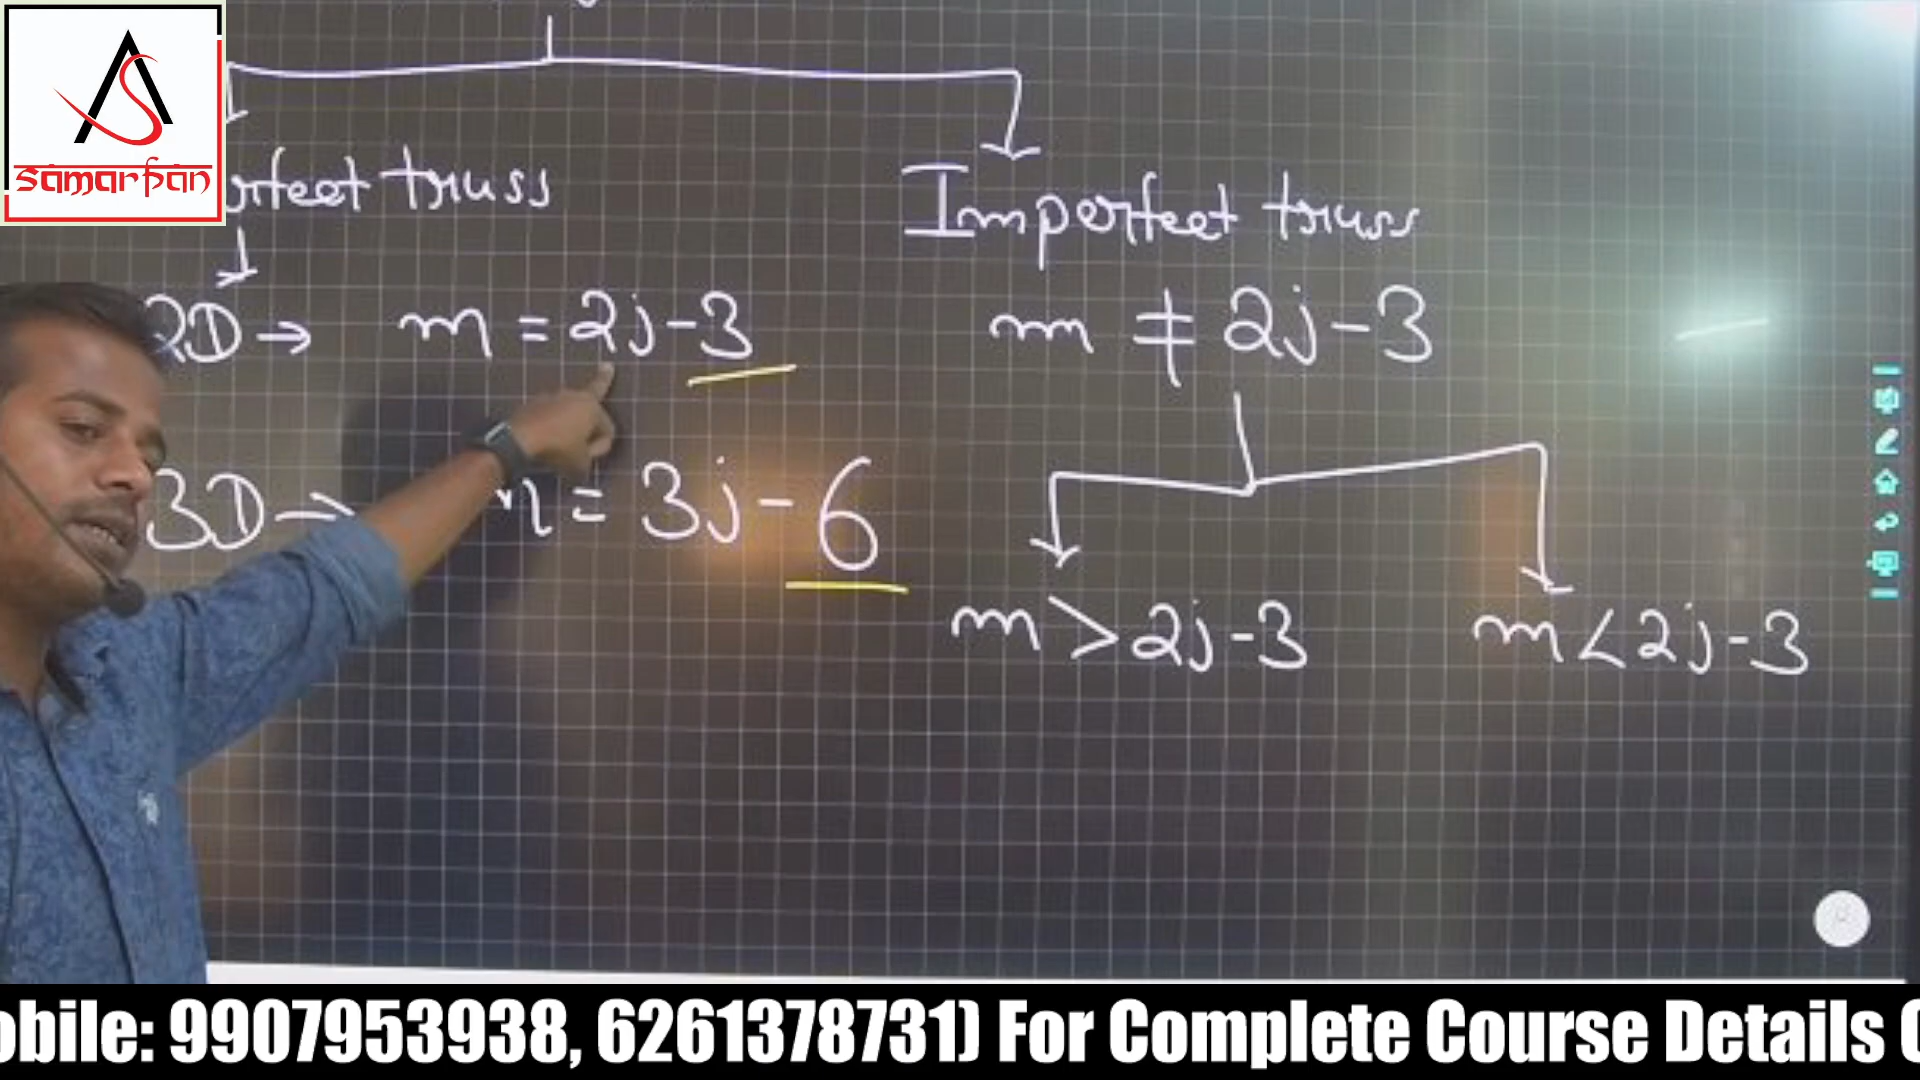 SAMARPAN
rfect truss
Imperfect truss
2D → m = 2j-3
m ≠ 2j-3
3D → = 3j-6
m > 2j-3
m < 2j-3
obile: 9907953938, 6261378731) For Complete Course Details